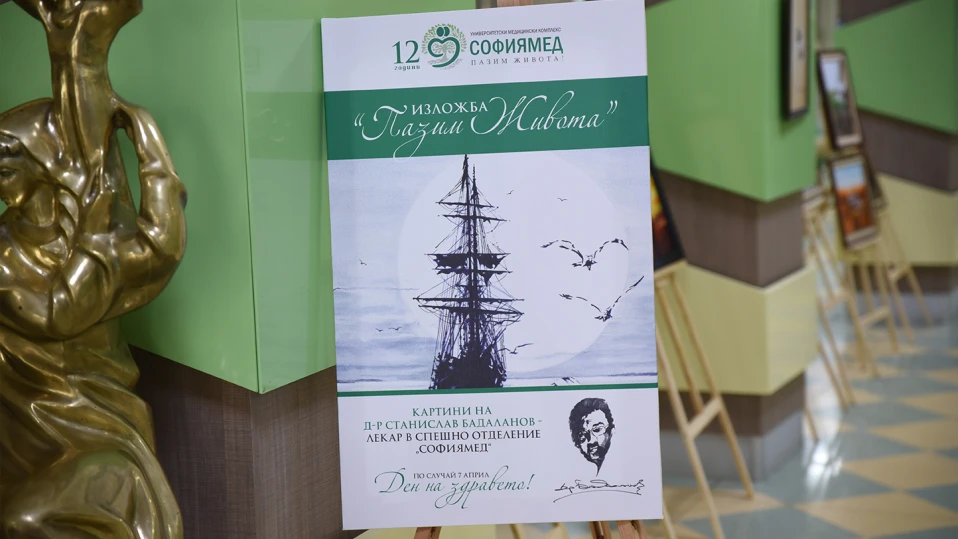 12
години
УНИВЕРСИТЕТСКИ МЕДИЦИНСКИ КОМПЛЕКС
СОФИЯМЕД
ПАЗИМ ЖИВОТА!
ИЗЛОЖБА
“Пазим Живота”
КАРТИНИ НА
Д-Р СТАНИСЛАВ БАДАЛАНОВ -
ЛЕКАР В СПЕШНО ОТДЕЛЕНИЕ
„СОФИЯМЕД“
ПО СЛУЧАЙ 7 АПРИЛ
Ден на здравето!